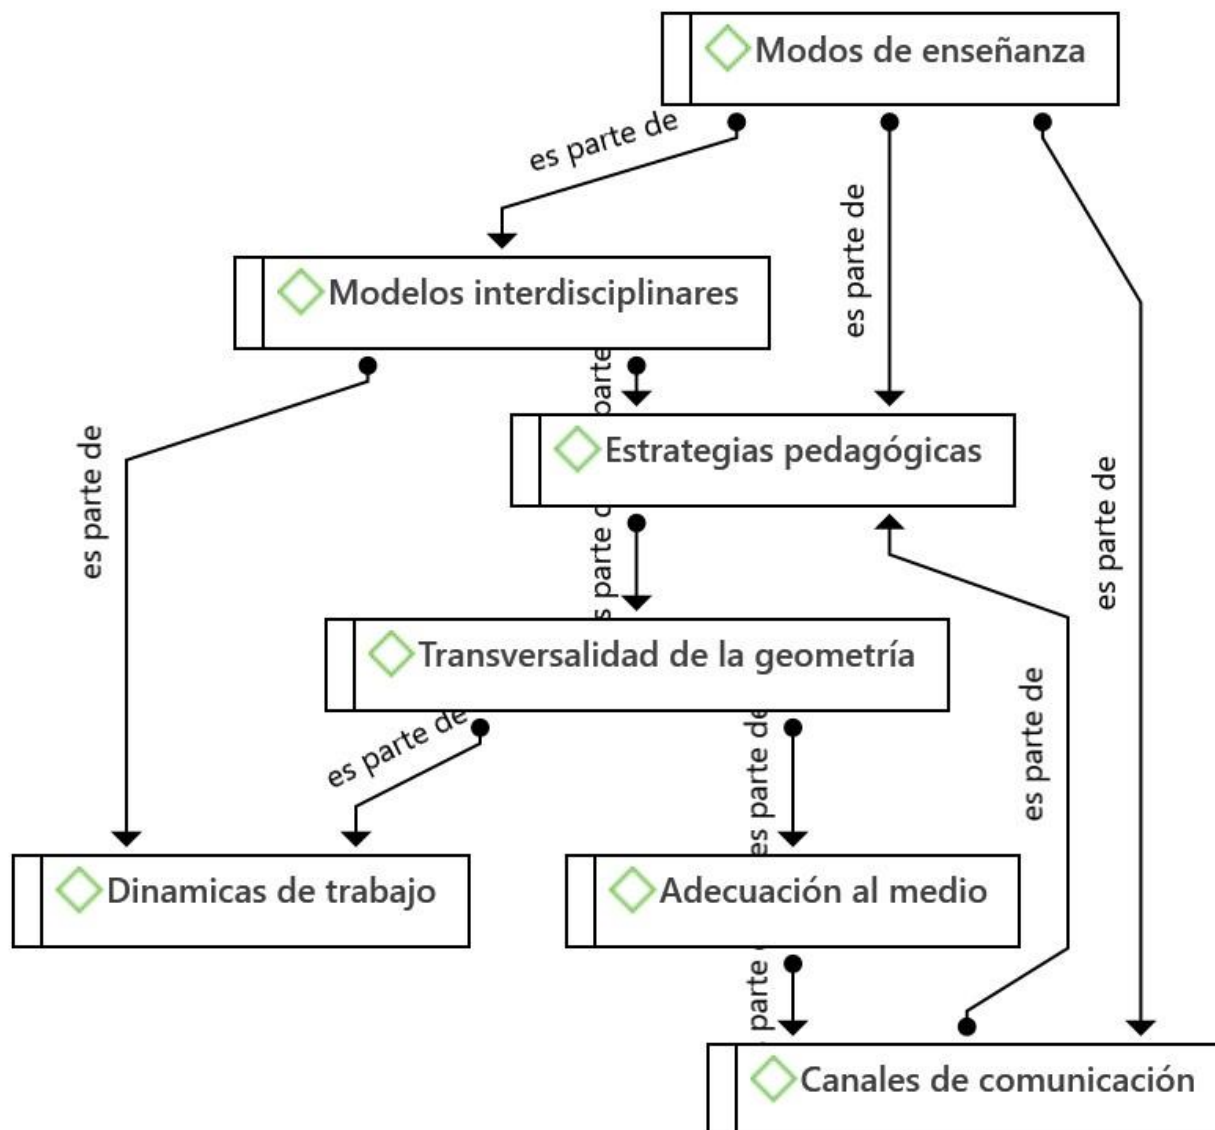 Modos de enseñanza
es parte de
es parte de
Modelos interdisciplinares
parte
Estrategias pedagógicas
es parte de
es parte de
parte
Transversalidad de la geometría
es parte de
es parte de
es parte de
Dinamicas de trabajo
Adecuación al medio
parte
Canales de comunicación